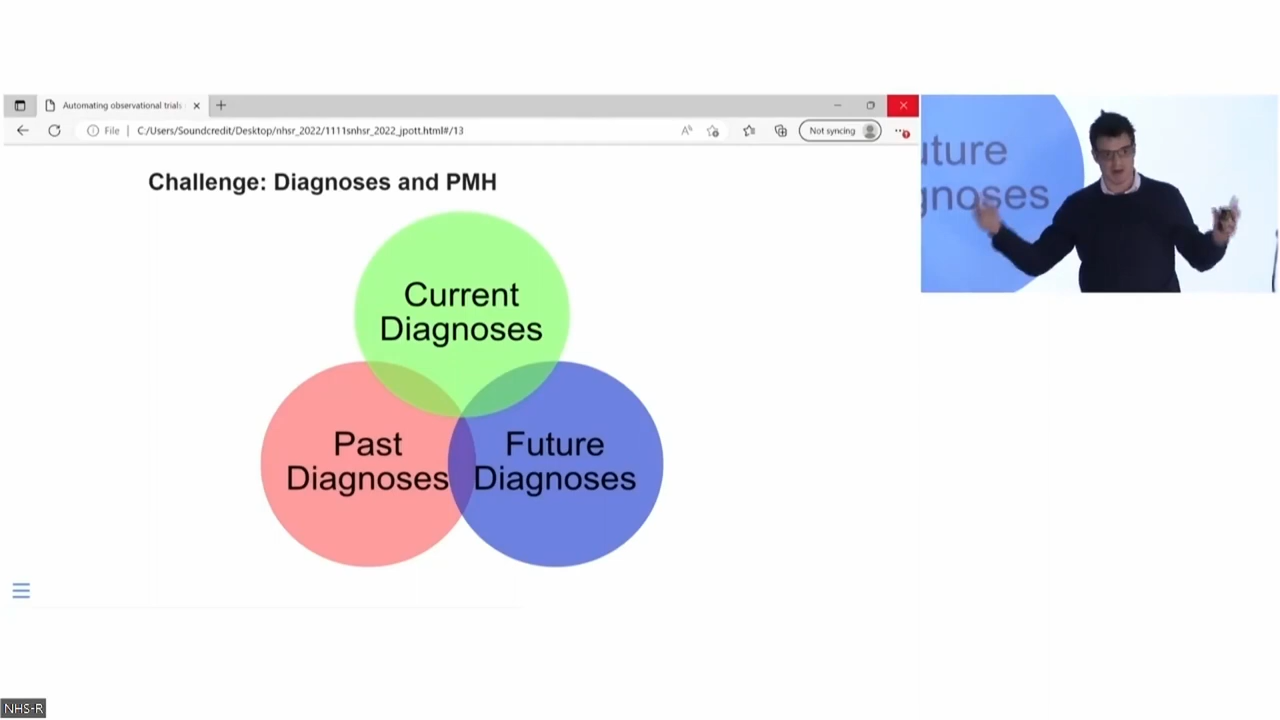 Automating observational trials
File
C:/Users/Soundcredit/Desktop/nhsr_2022/1111snhsr_2022_jpott.html#/13
Not syncing
Challenge: Diagnoses and PMH
Current
Diagnoses
Past
Diagnoses
Future
Diagnoses
uture
gnoses
NHS-R